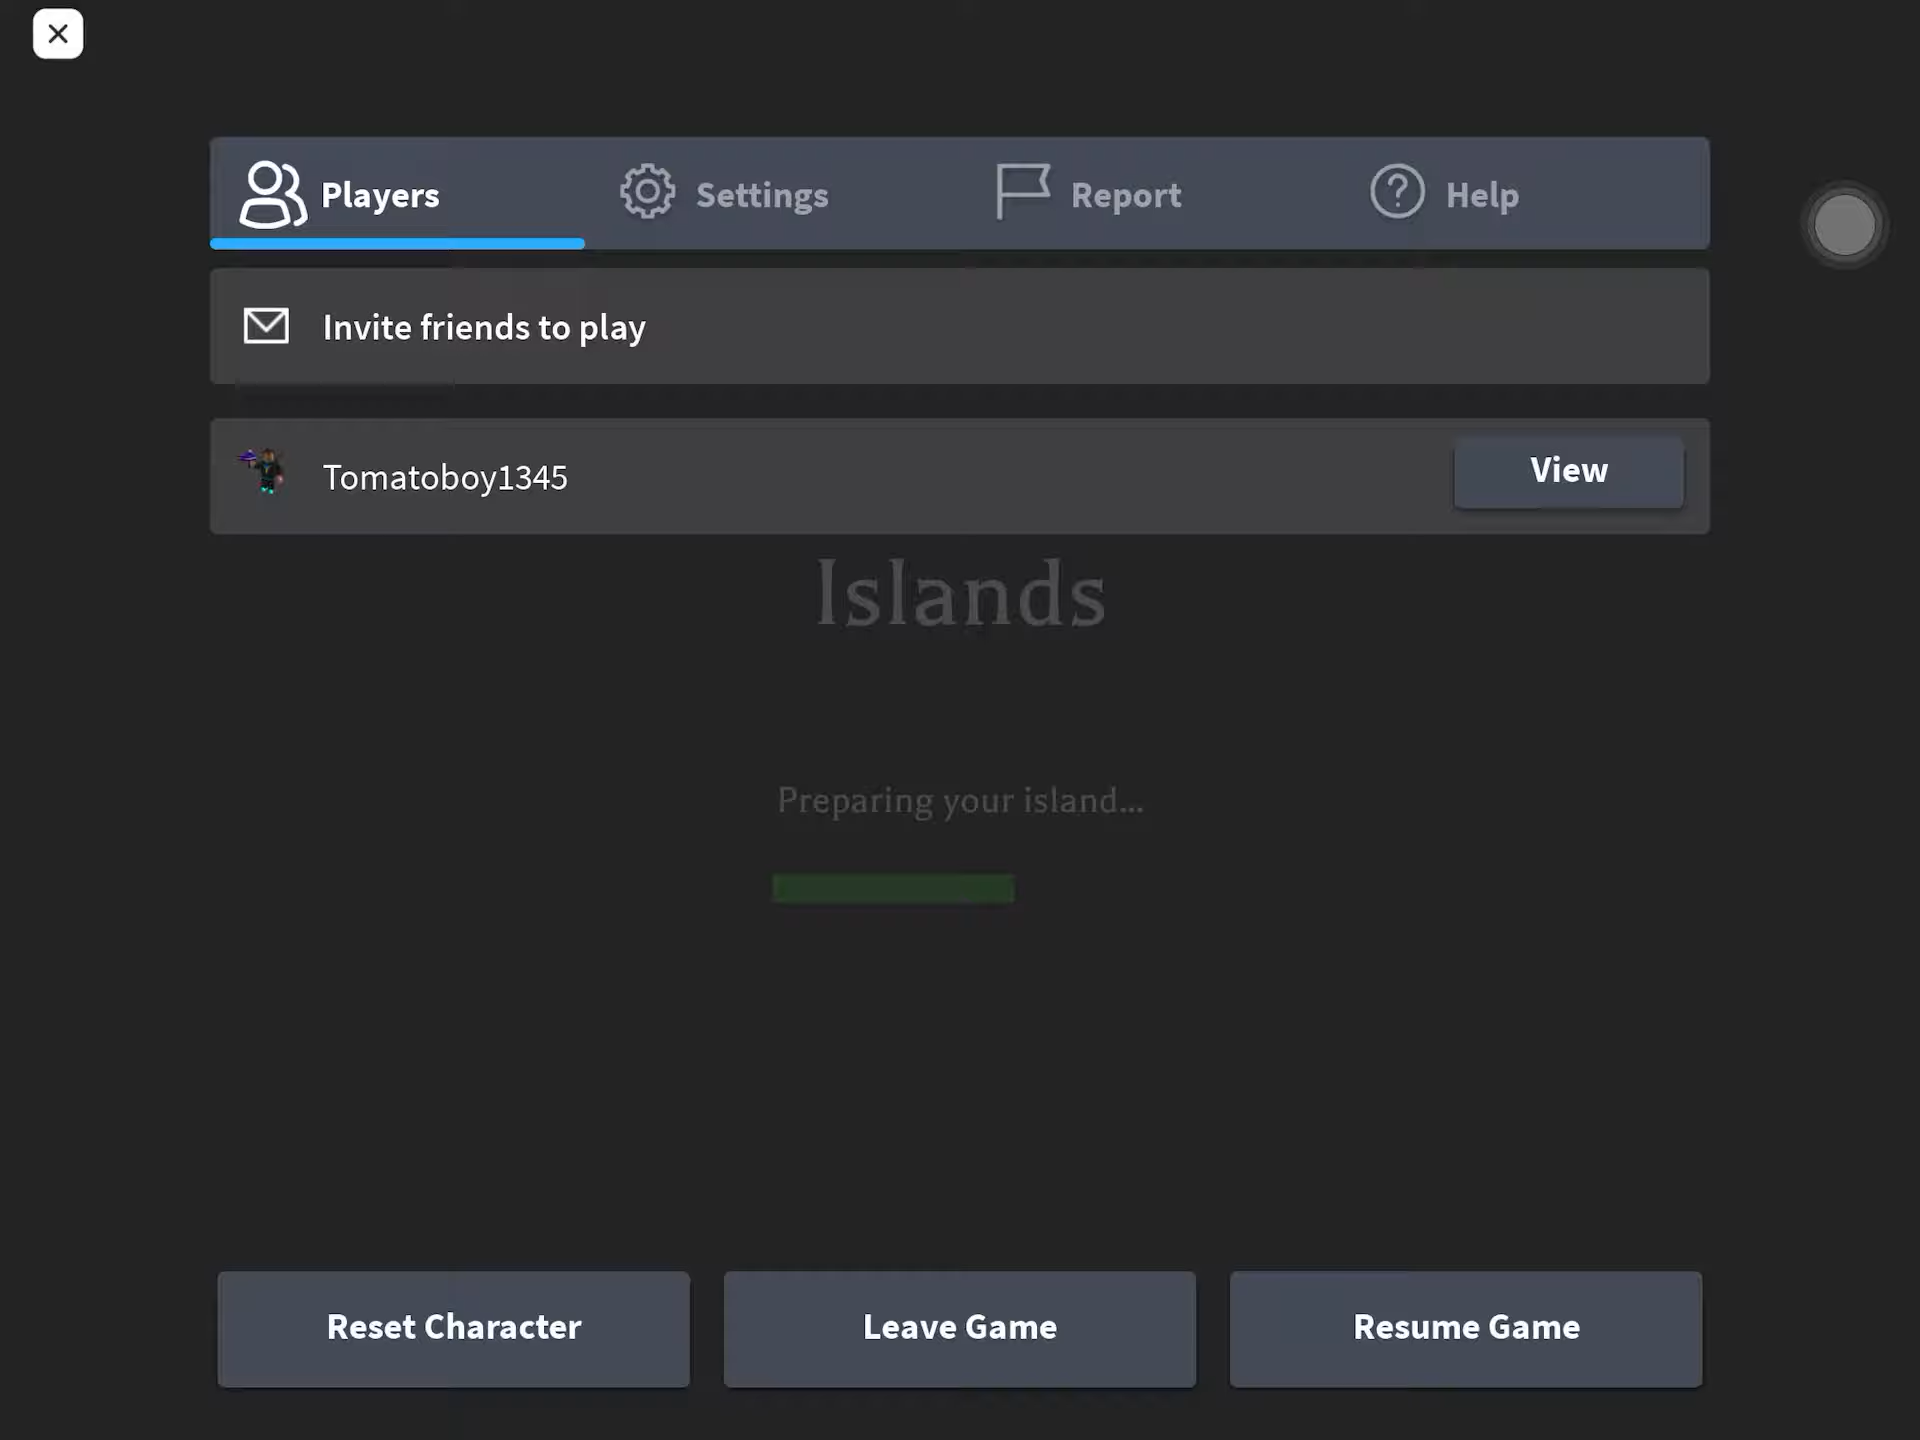 Players
Settings
Report
Help
Invite friends to play
Tomatoboy1345
View
Islands
Preparing your island...
Reset Character
Leave Game
Resume Game